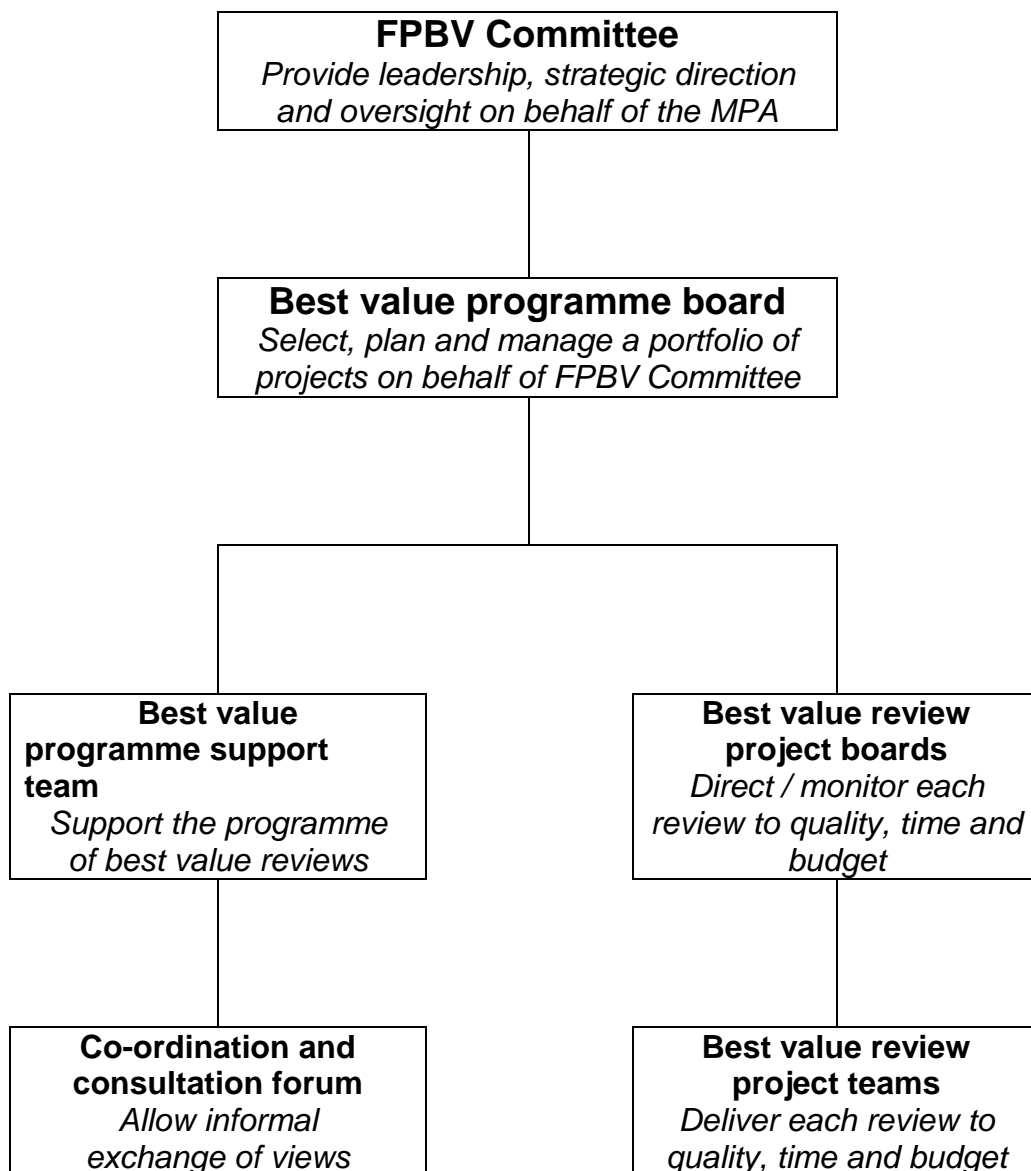 FPBV Committee
Provide leadership, strategic direction
and oversight on behalf of the MPA
Best value programme board
Select, plan and manage a portfolio of
projects on behalf of FPBV Committee
Best value
programme support
team
Support the programme
of best value reviews
Best value review
project boards
Direct / monitor each
review to quality, time and
budget
Co-ordination and
consultation forum
Allow informal
exchange of views
Best value review
project teams
Deliver each review to
quality, time and budget